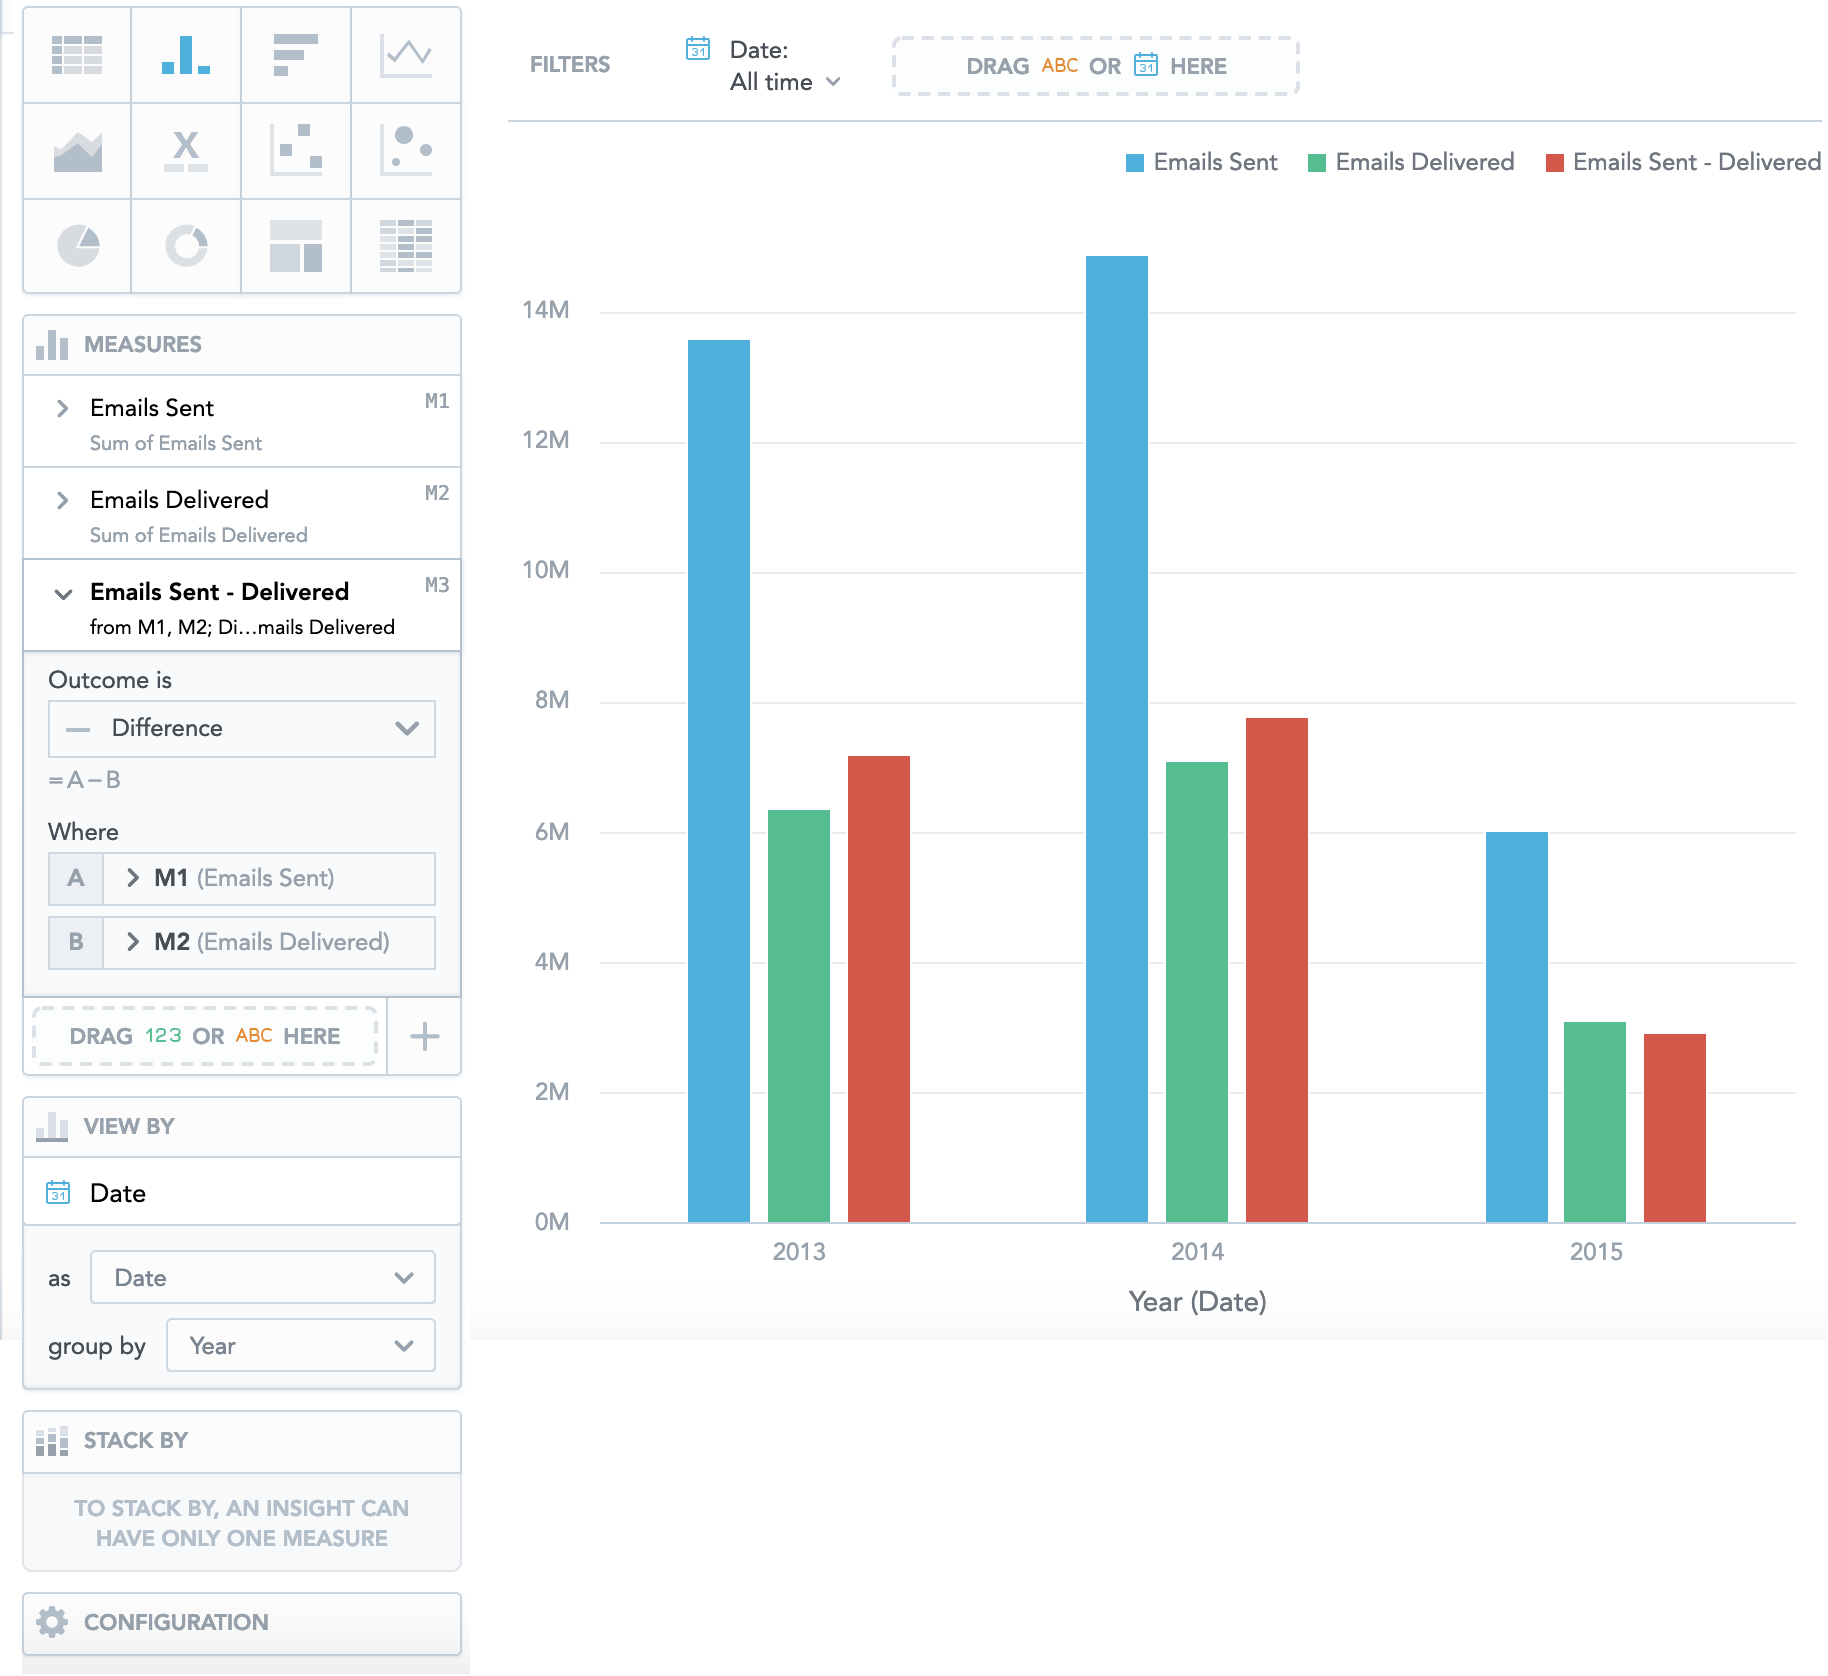 FILTERS
31
Date:
All time
DRAG ABC OR 31 HERE
X
Emails Sent
Emails Delivered
Emails Sent - Delivered
MEASURES
Emails Sent
M1
Sum of Emails Sent
Emails Delivered
M2
Sum of Emails Delivered
Emails Sent - Delivered
M3
from M1, M2; Di...mails Delivered
Outcome is
— Difference
=A–B
Where
A
M1 (Emails Sent)
B
M2 (Emails Delivered)
DRAG 123 OR ABC HERE
+
VIEW BY
31
Date
as
Date
group by
Year
STACK BY
TO STACK BY, AN INSIGHT CAN
HAVE ONLY ONE MEASURE
CONFIGURATION
14M
12M
10M
8M
6M
4M
2M
0M
2013
2014
2015
Year (Date)